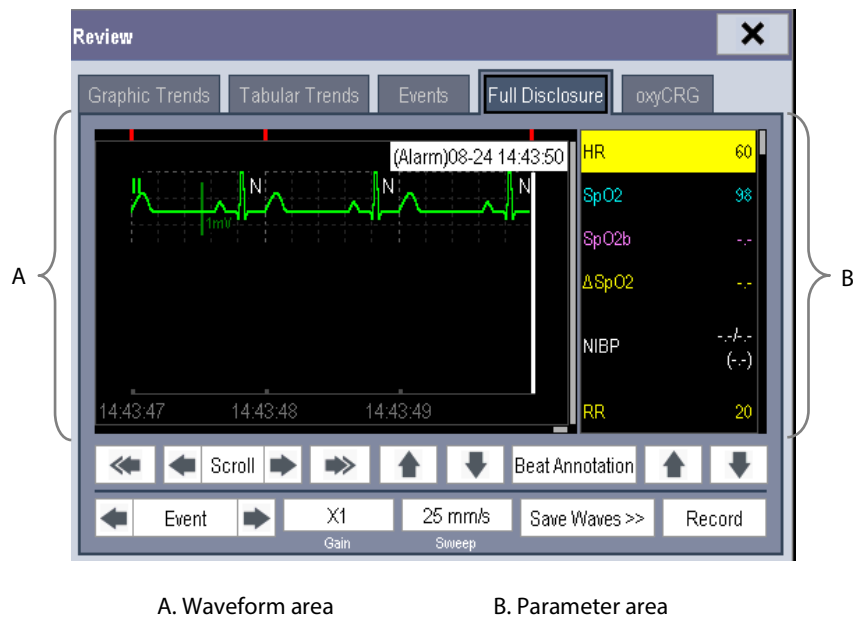 Review
Graphic Trends Tabular Trends Events Full Disclosure oxyCRG
A
B
(Alarm)08-24 14:43:50
II
N N N
1mV
14:43:47 14:43:48 14:43:49
HR 60
SpO2 98
SpO2b -.-
ΔSpO2 -.-
NIBP -.-/-.-
(-.-)
RR 20
Scroll Beat Annotation
Event X1 25 mm/s Save Waves >> Record
Gain Sweep
A. Waveform area B. Parameter area